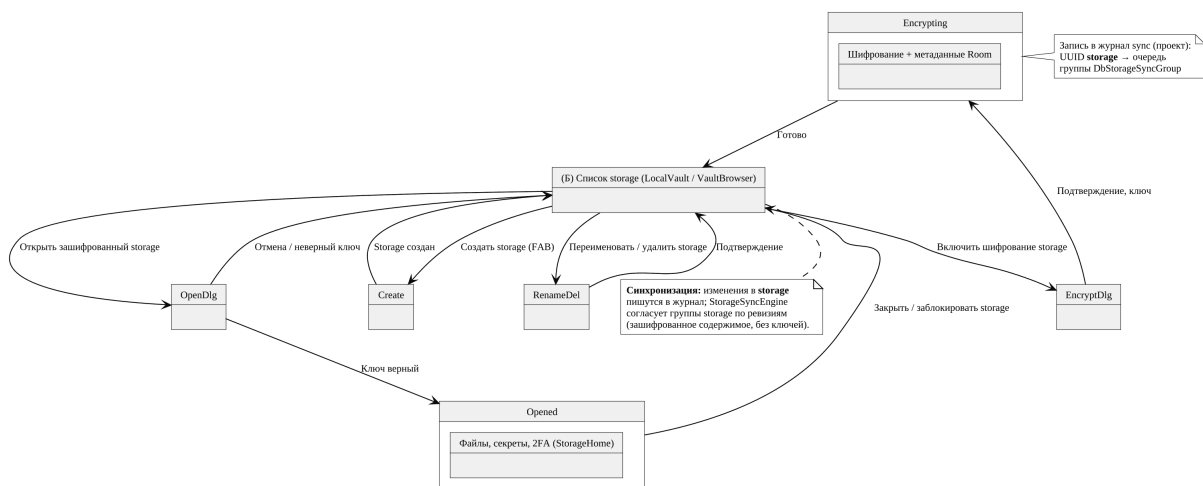 Encrypting
Шифрование + метаданные Room
Запись в журнал sync (проект):
UUID storage → очередь
группы DbStorageSyncGroup
Готово
(Б) Список storage (LocalVault / VaultBrowser)
Подтверждение, ключ
Открыть зашифрованный storage
Отмена / неверный ключ
Storage создан
Создать storage (FAB)
Переименовать / удалить storage
Подтверждение
Включить шифрование storage
OpenDlg
Create
RenameDel
Синхронизация: изменения в storage
пишутся в журнал; StorageSyncEngine
согласует группы storage по ревизиям
(зашифрованное содержимое, без ключей).
Закрыть / заблокировать storage
EncryptDlg
Ключ верный
Opened
Файлы, секреты, 2FA (StorageHome)